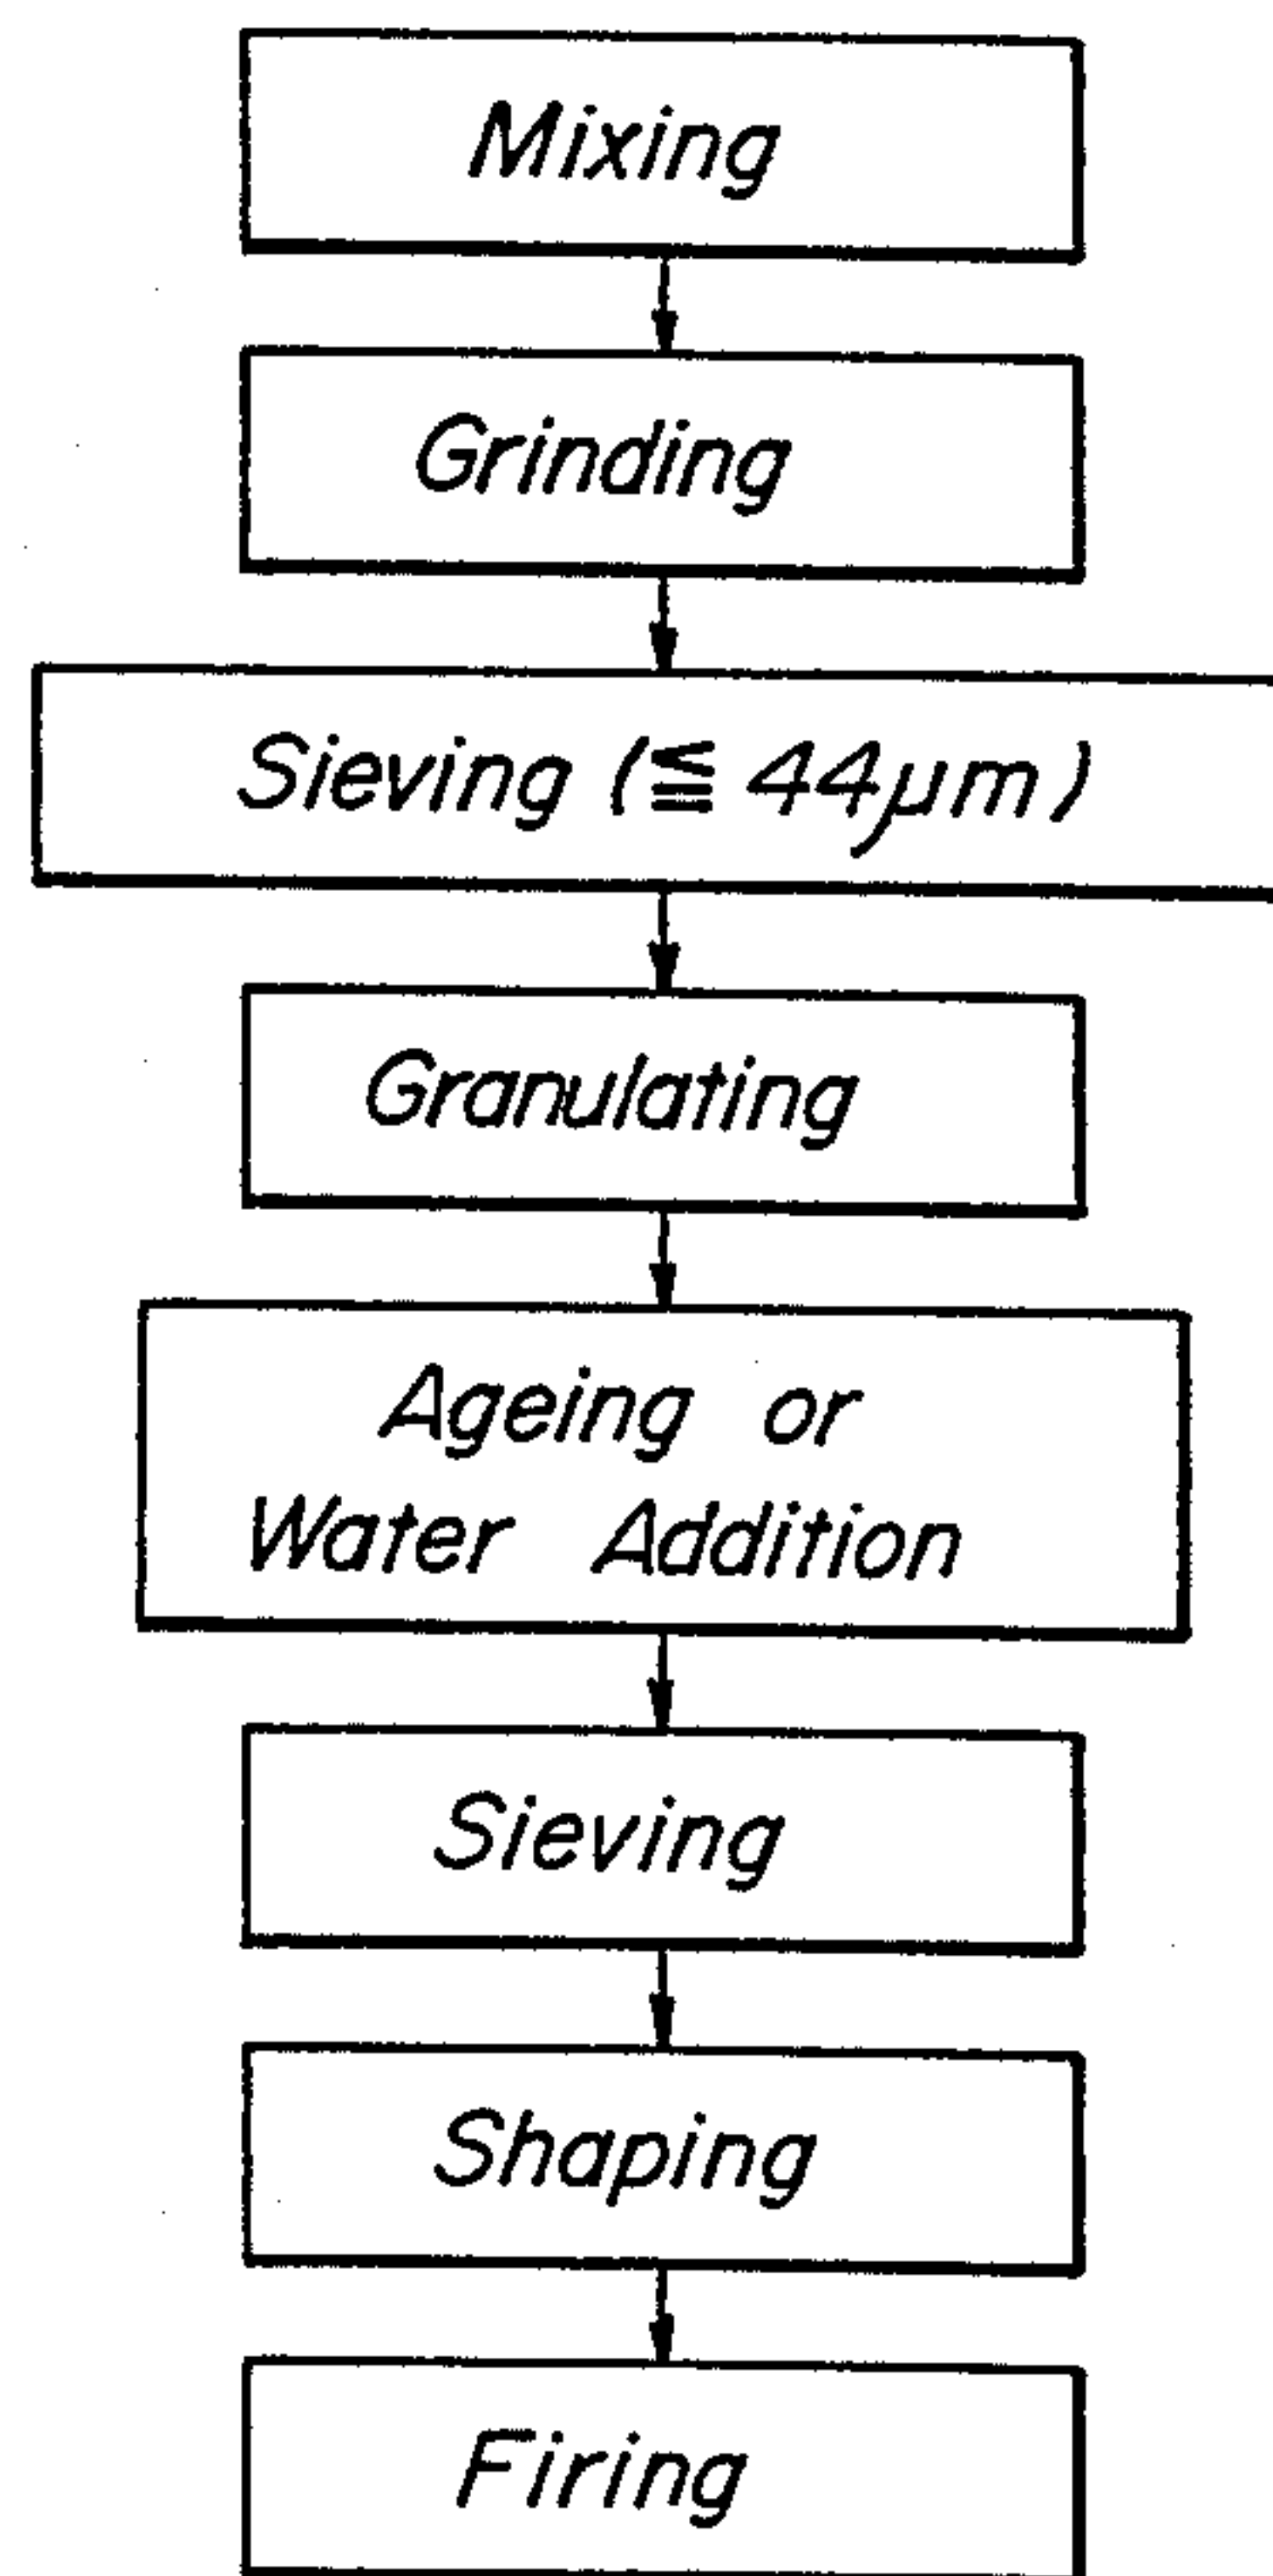 Mixing
Grinding
Sieving (≦ 44μm)
Granulating
Ageing or
Water Addition
Sieving
Shaping
Firing